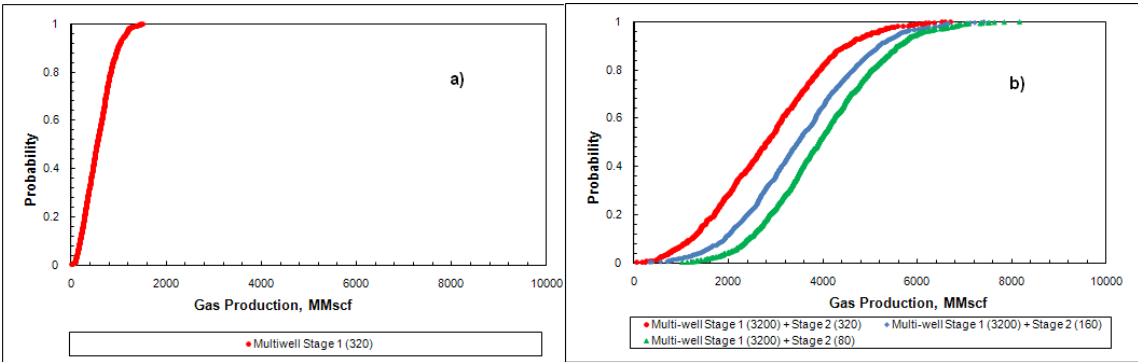 1
0.8
0.6
0.4
0.2
0
Probability
a)
0 2000 4000 6000 8000 10000
Gas Production, MMscf
Multiwell Stage 1 (320)
1
0.8
0.6
0.4
0.2
0
Probability
b)
0 2000 4000 6000 8000 10000
Gas Production, MMscf
Multi-well Stage 1 (3200) + Stage 2 (320) Multi-well Stage 1 (3200) + Stage 2 (160)
Multi-well Stage 1 (3200) + Stage 2 (80)